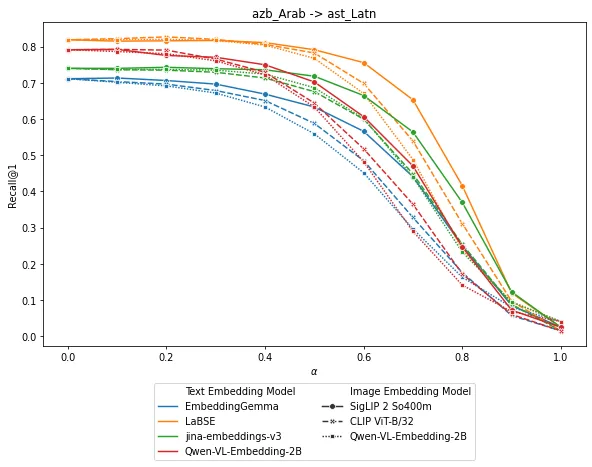 azb_Arab -> ast_Latn
Recall@1
0.8
0.7
0.6
0.5
0.4
0.3
0.2
0.1
0.0
0.0 0.2 0.4 0.6 0.8 1.0
α
Text Embedding Model Image Embedding Model
EmbeddingGemma SigLIP 2 So400m
LaBSE CLIP ViT-B/32
jina-embeddings-v3 Qwen-VL-Embedding-2B
Qwen-VL-Embedding-2B